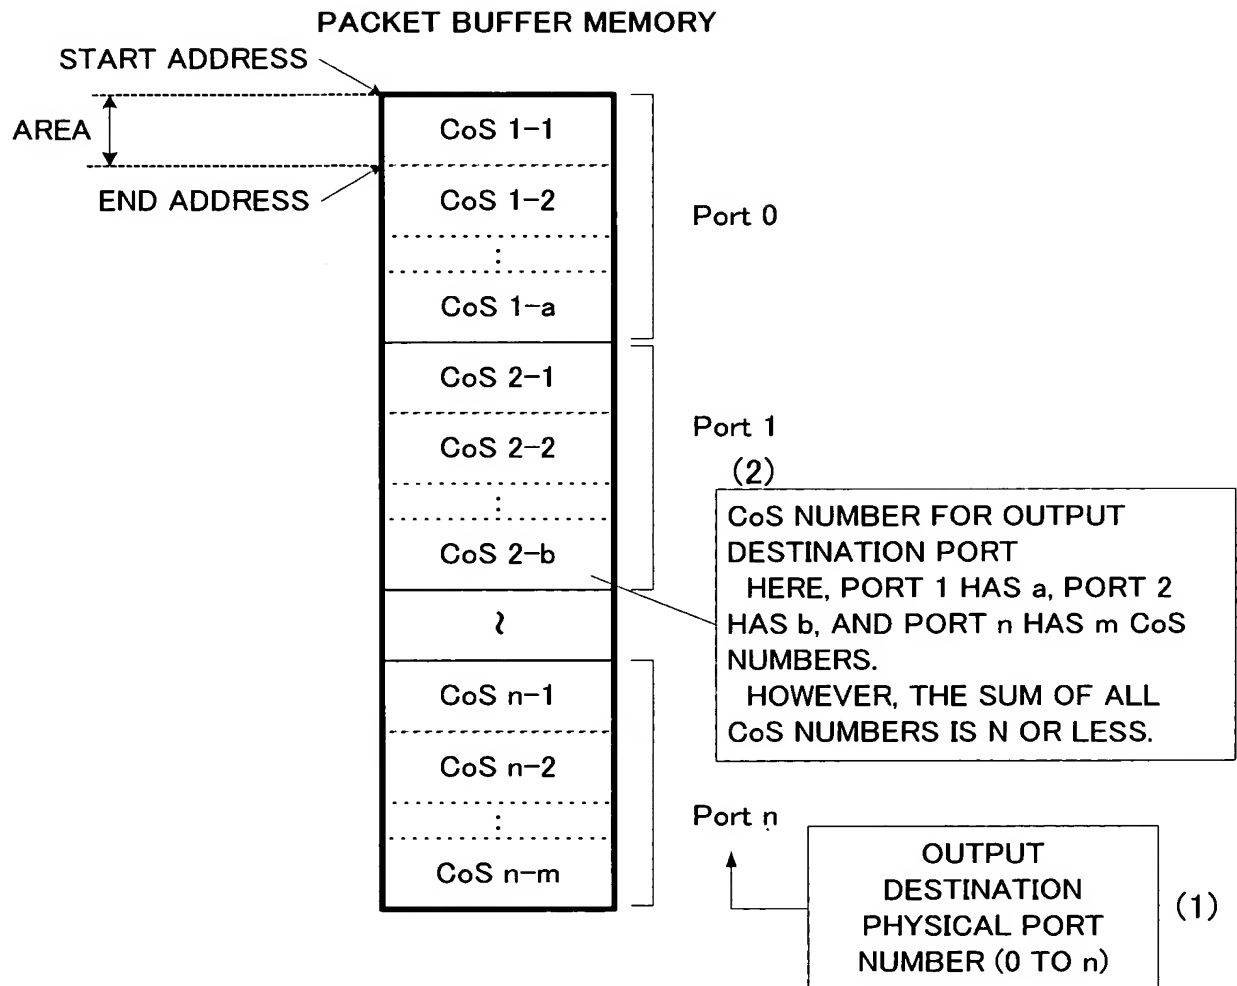 PACKET BUFFER MEMORY
START ADDRESS
AREA
END ADDRESS
CoS 1-1
CoS 1-2
⋮
CoS 1-a
Port 0
CoS 2-1
CoS 2-2
⋮
CoS 2-b
Port 1
(2)
CoS NUMBER FOR OUTPUT
DESTINATION PORT
HERE, PORT 1 HAS a, PORT 2
HAS b, AND PORT n HAS m CoS
NUMBERS.
HOWEVER, THE SUM OF ALL
CoS NUMBERS IS N OR LESS.
~
CoS n-1
CoS n-2
⋮
CoS n-m
Port n
OUTPUT
DESTINATION
PHYSICAL PORT
NUMBER (0 TO n)
(1)